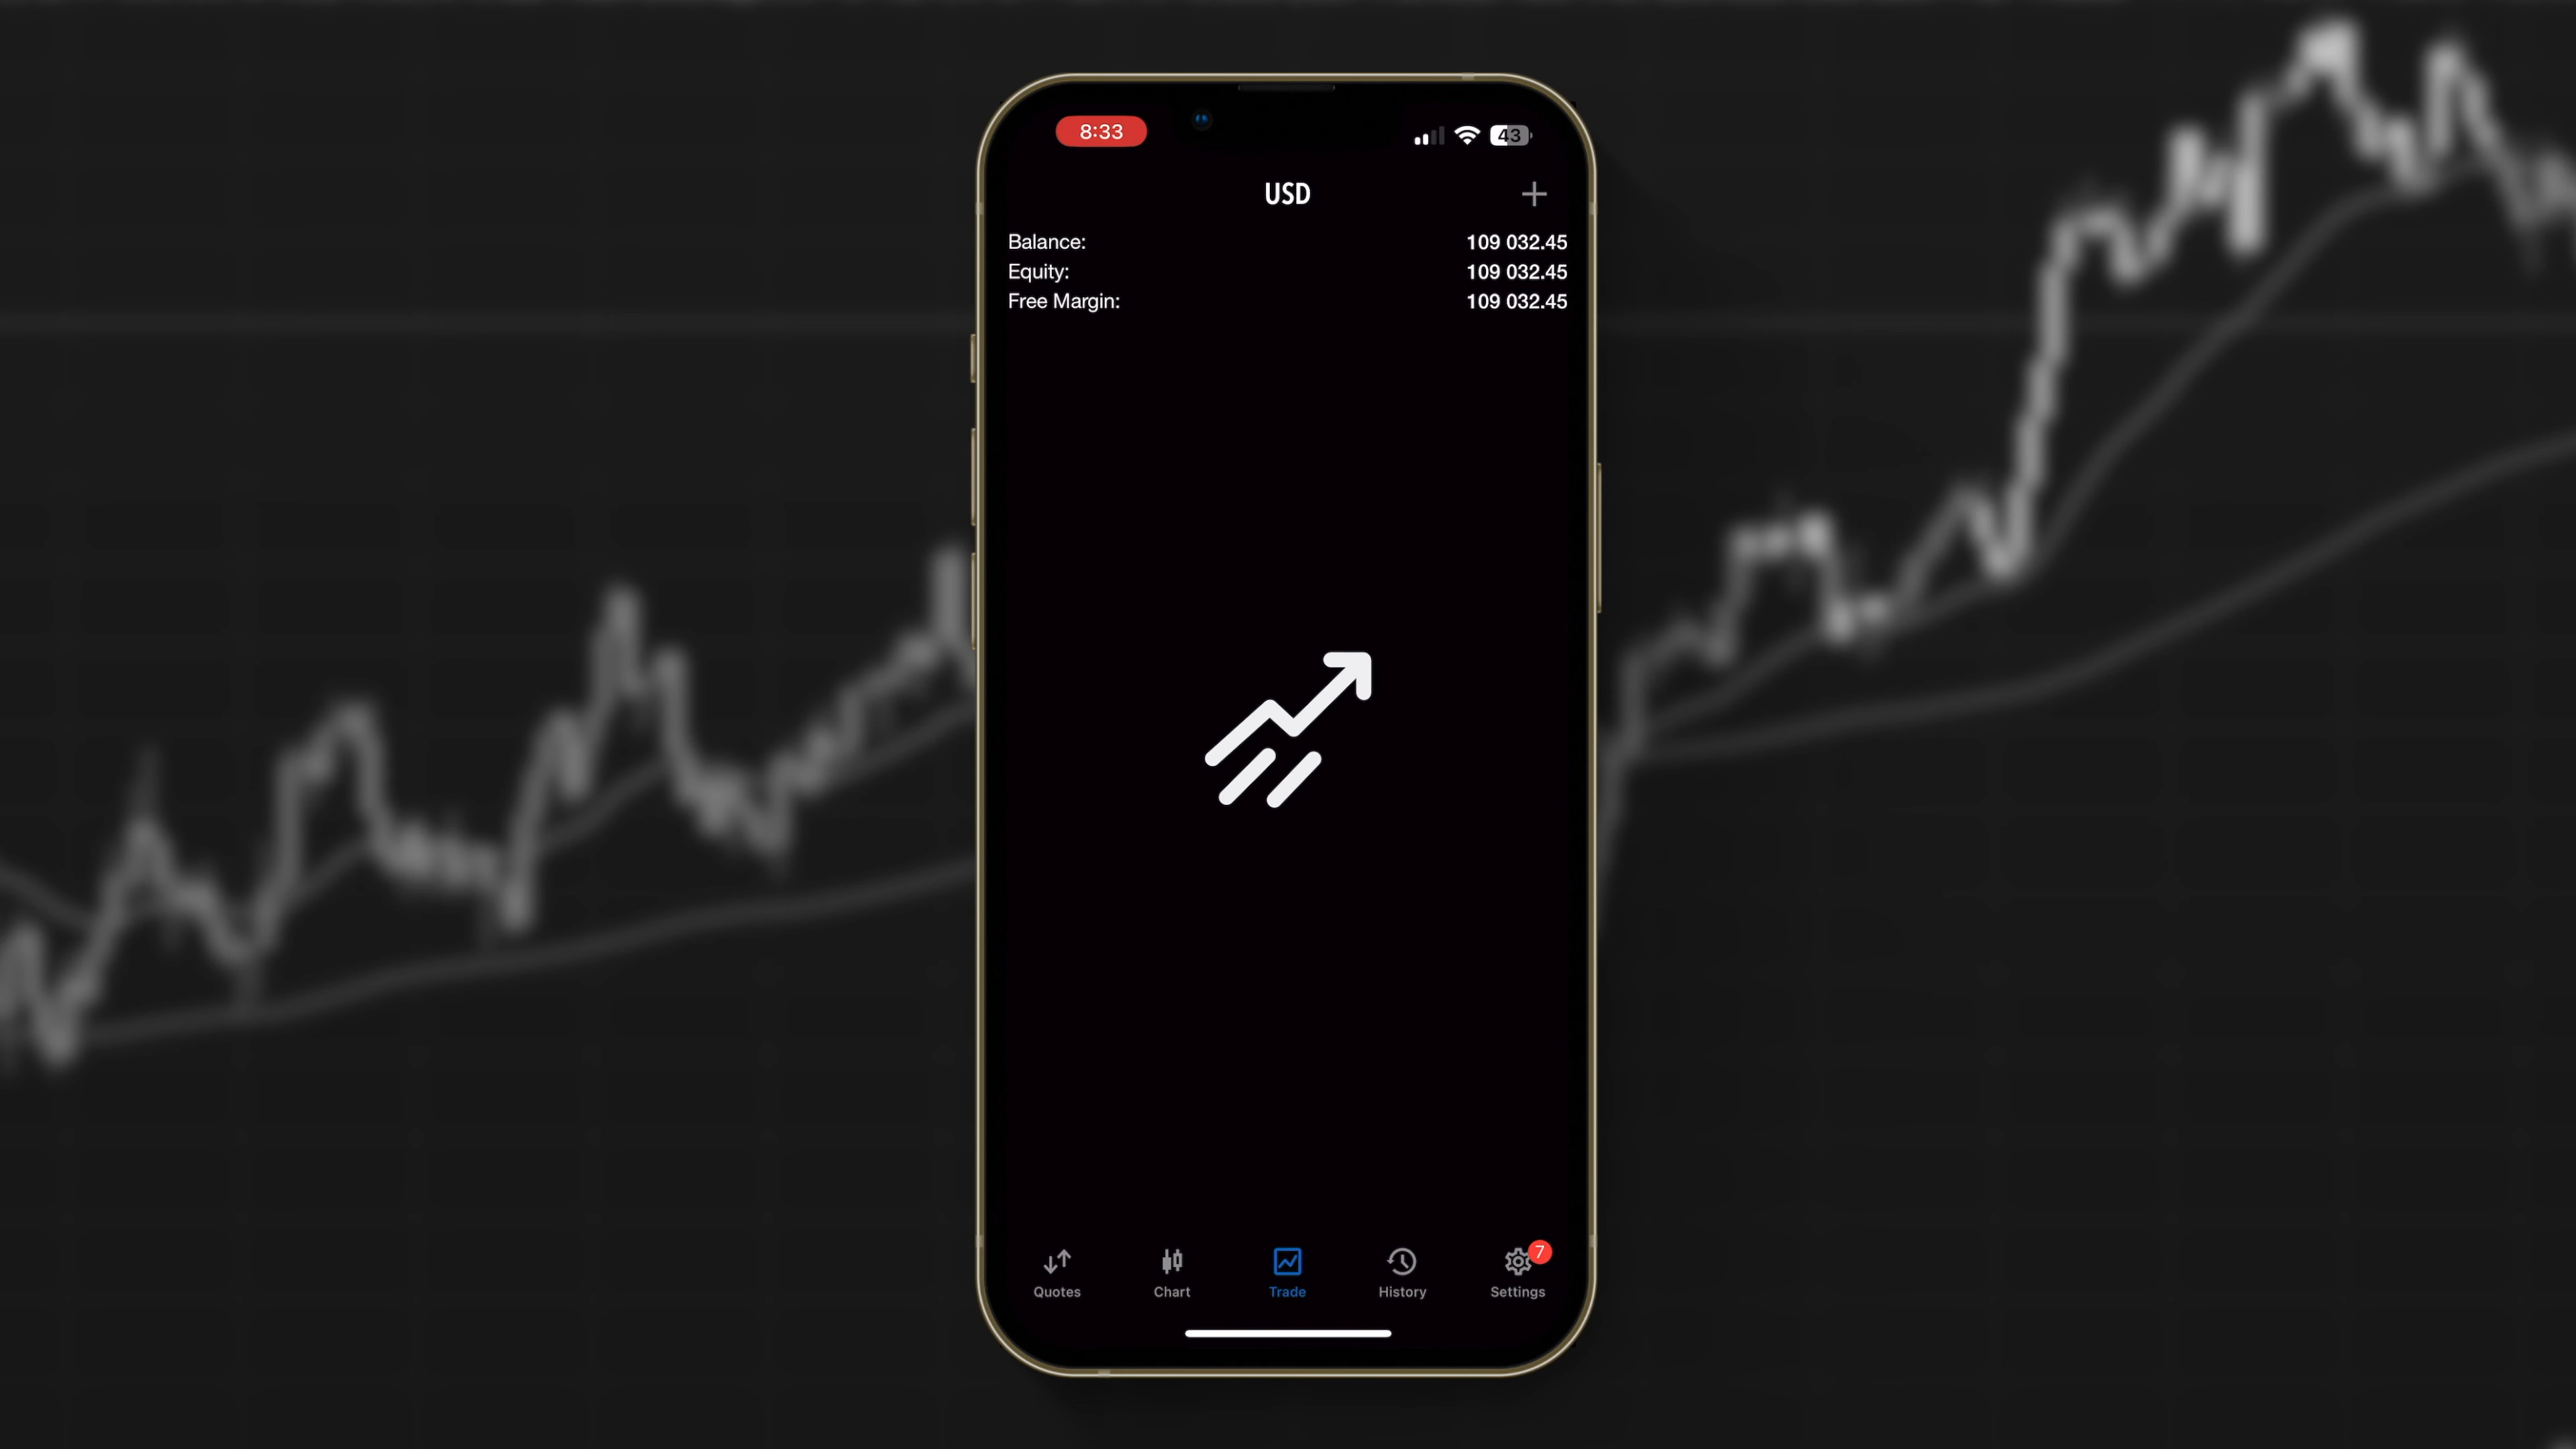 8:33
43
USD
Balance: 109 032.45
Equity: 109 032.45
Free Margin: 109 032.45
7
Quotes Chart Trade History Settings